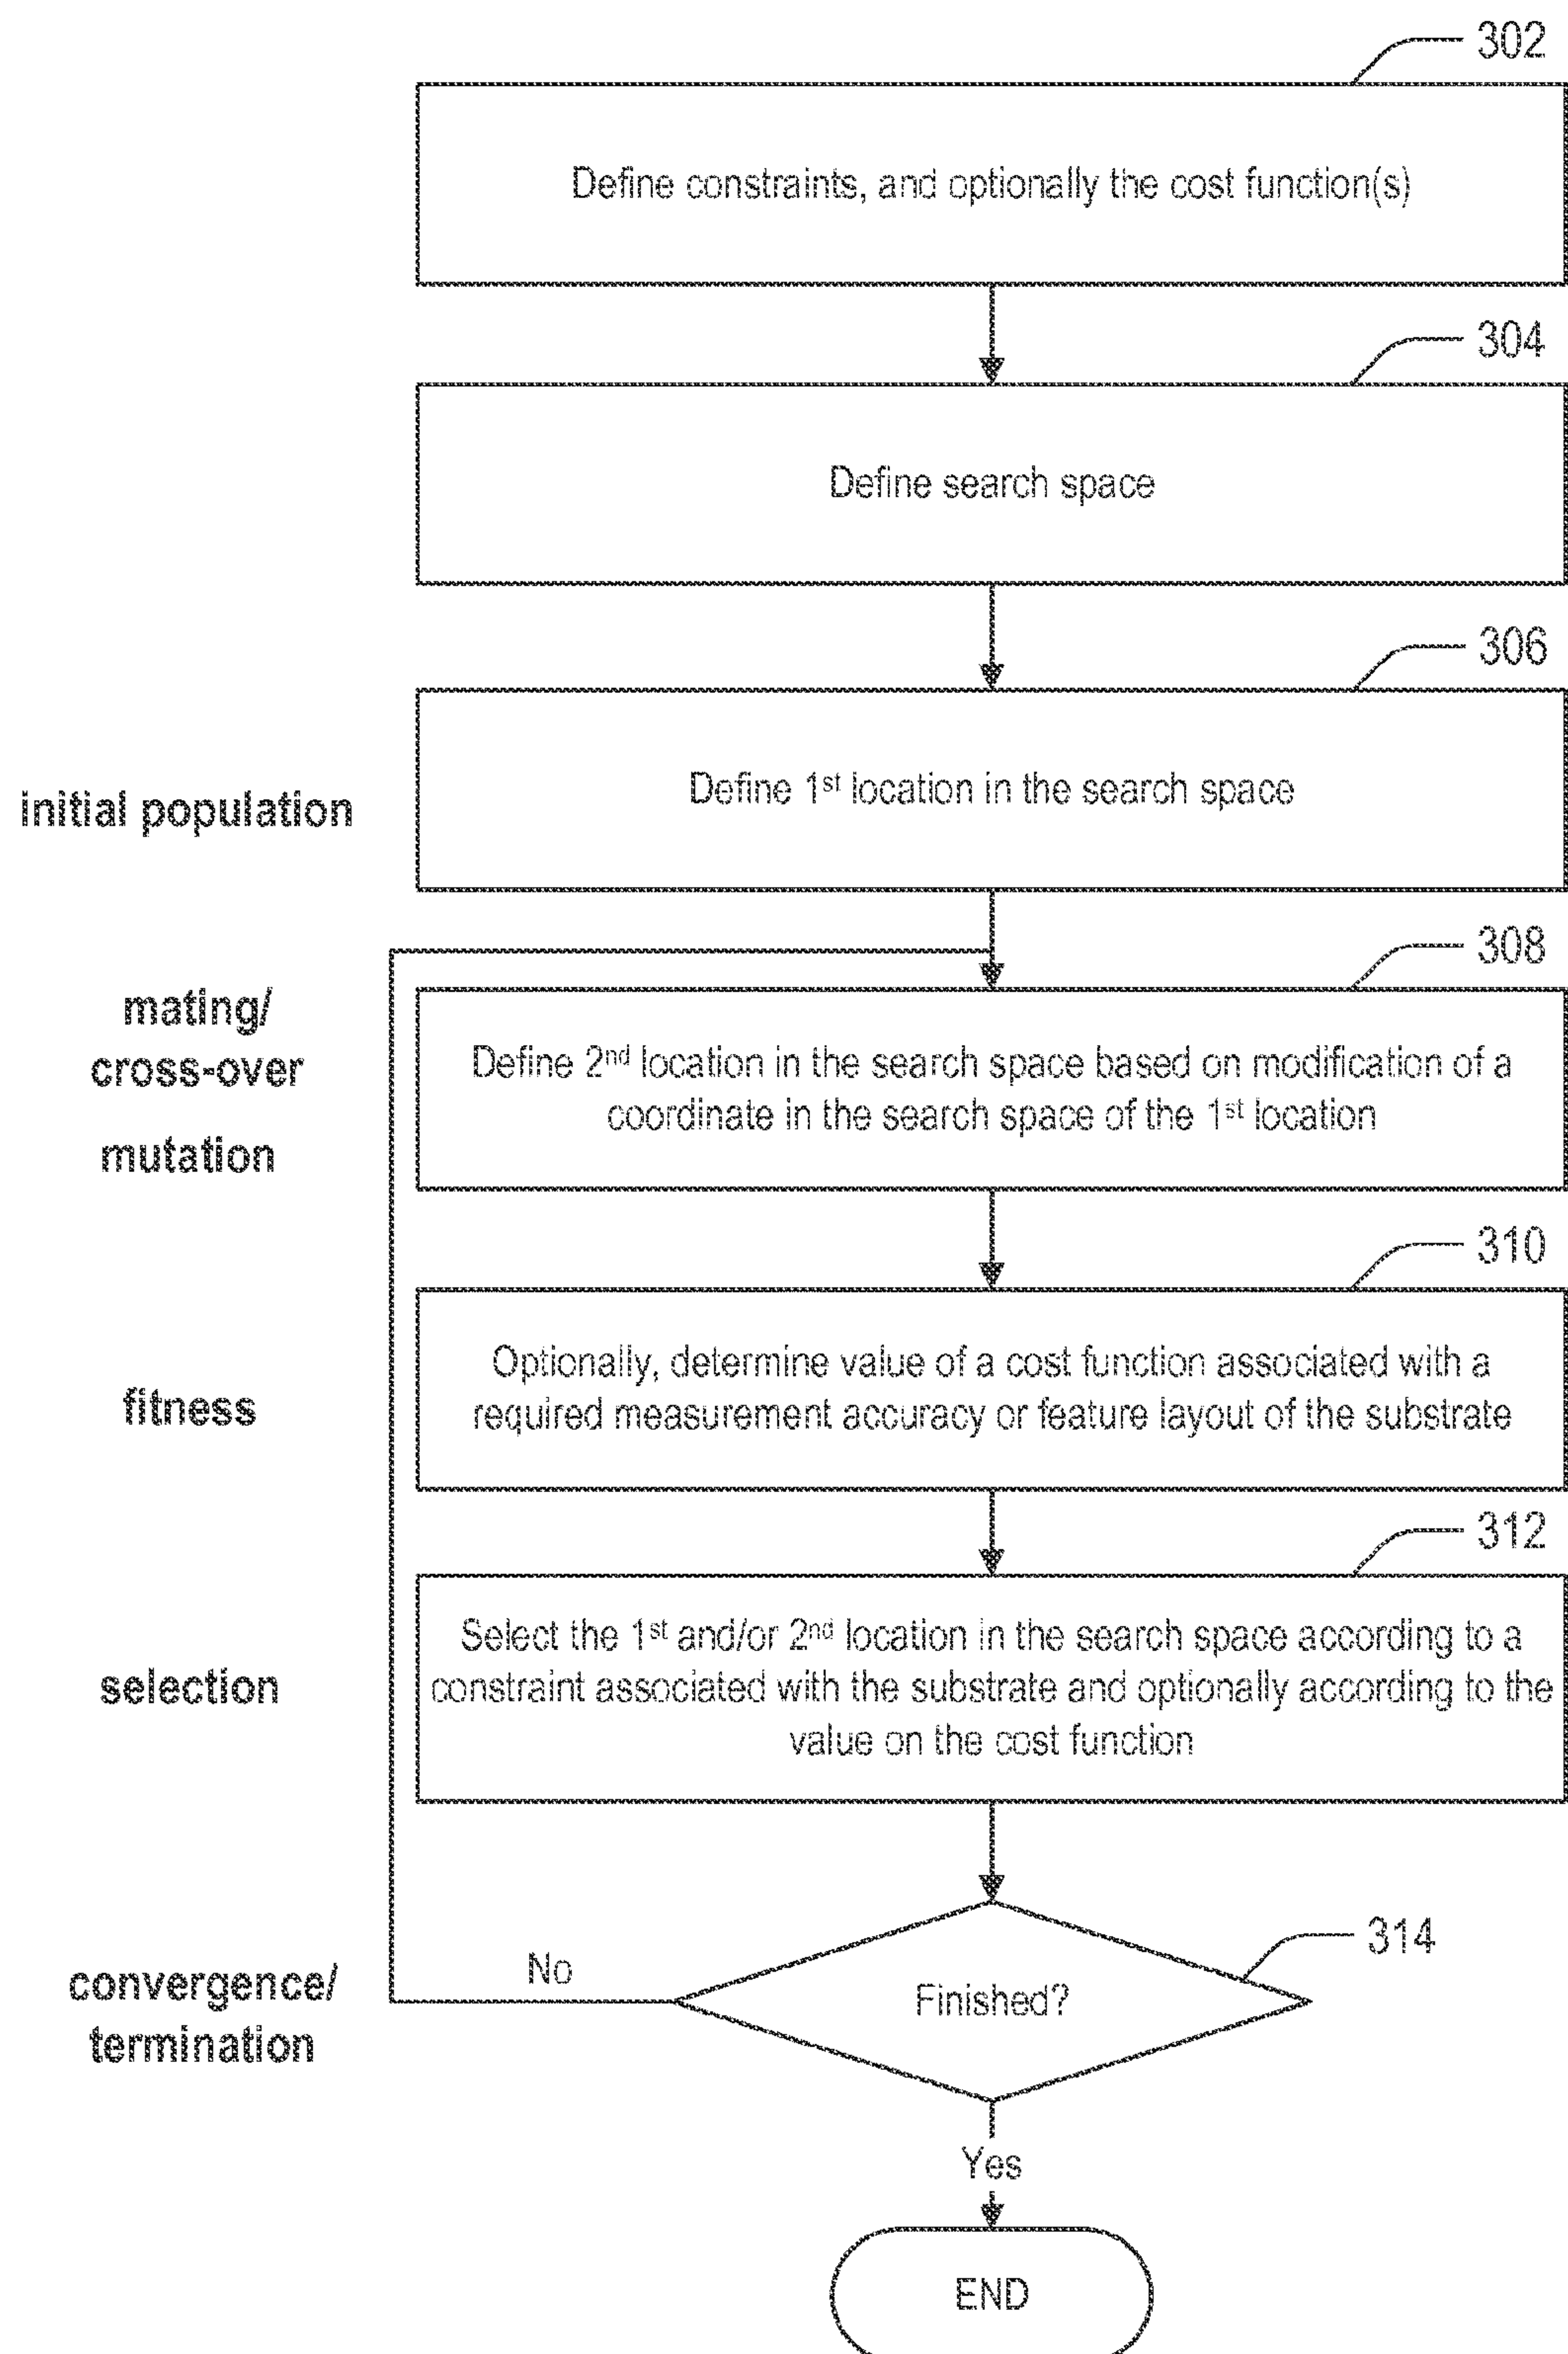 302
Define constraints, and optionally the cost function(s)
304
Define search space
306
initial population
Define 1st location in the search space
308
mating/
cross-over
mutation
Define 2nd location in the search space based on modification of a
coordinate in the search space of the 1st location
310
fitness
Optionally, determine value of a cost function associated with a
required measurement accuracy or feature layout of the substrate
312
selection
Select the 1st and/or 2nd location in the search space according to a
constraint associated with the substrate and optionally according to the
value on the cost function
314
convergence/
termination
No
Finished?
Yes
END